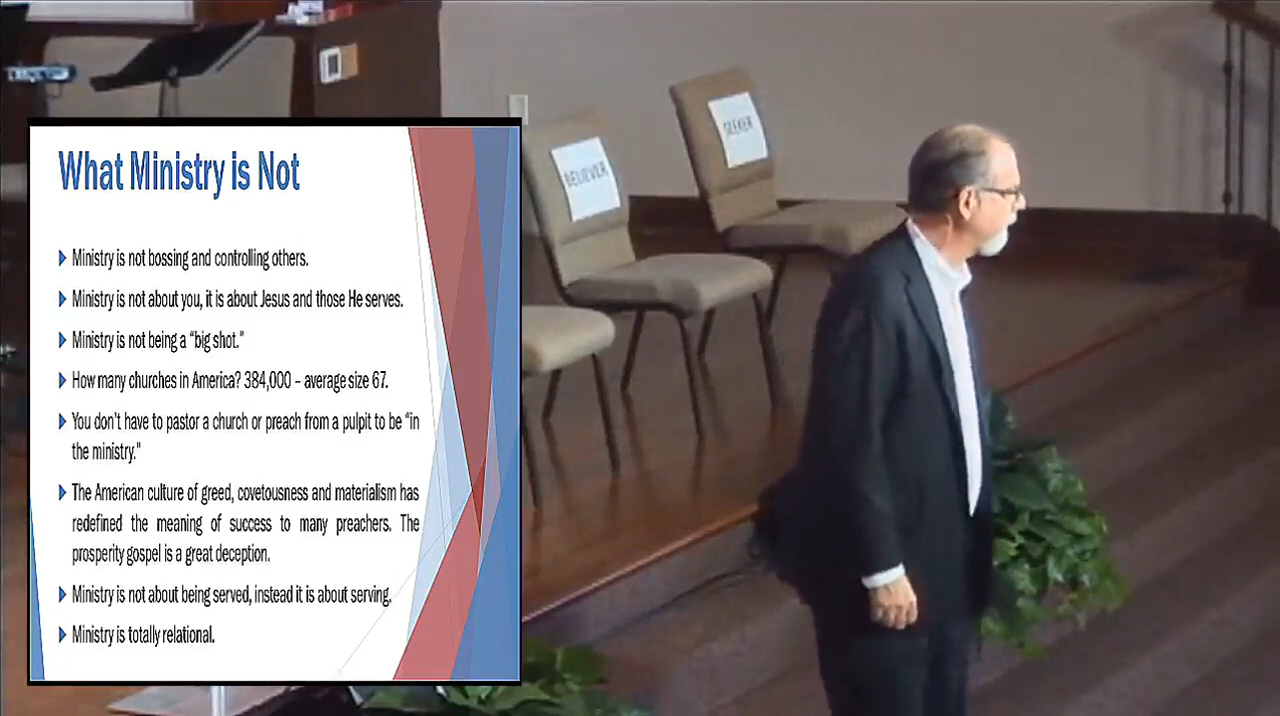 What Ministry is Not
Ministry is not bossing and controlling others.
Ministry is not about you, it is about Jesus and those He serves.
Ministry is not being a “big shot.”
How many churches in America? 384,000 – average size 67.
You don’t have to pastor a church or preach from a pulpit to be “in
the ministry.”
The American culture of greed, covetousness and materialism has
redefined the meaning of success to many preachers. The
prosperity gospel is a great deception.
Ministry is not about being served, instead it is about serving.
Ministry is totally relational.
BELIEVER
SEEKER